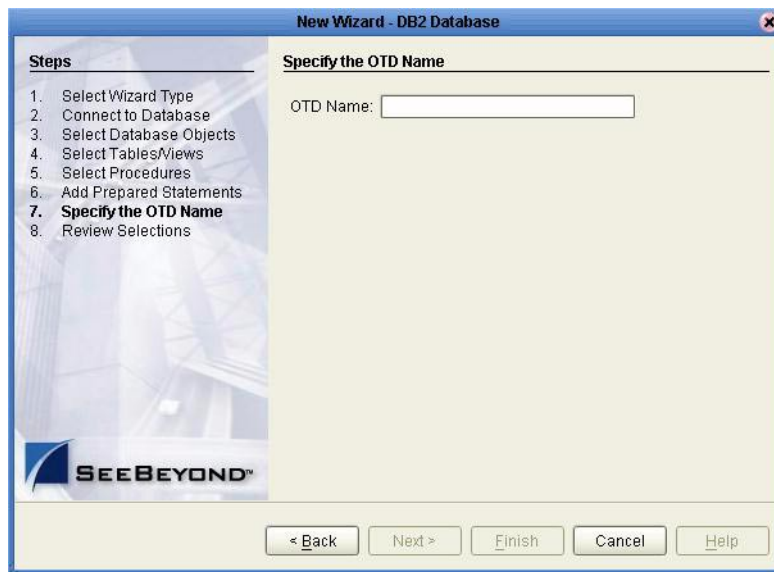 New Wizard - DB2 Database
Steps
1. Select Wizard Type
2. Connect to Database
3. Select Database Objects
4. Select Tables/Views
5. Select Procedures
6. Add Prepared Statements
7. Specify the OTD Name
8. Review Selections
Specify the OTD Name
OTD Name:
SEEBEYOND™
< Back
Next >
Finish
Cancel
Help